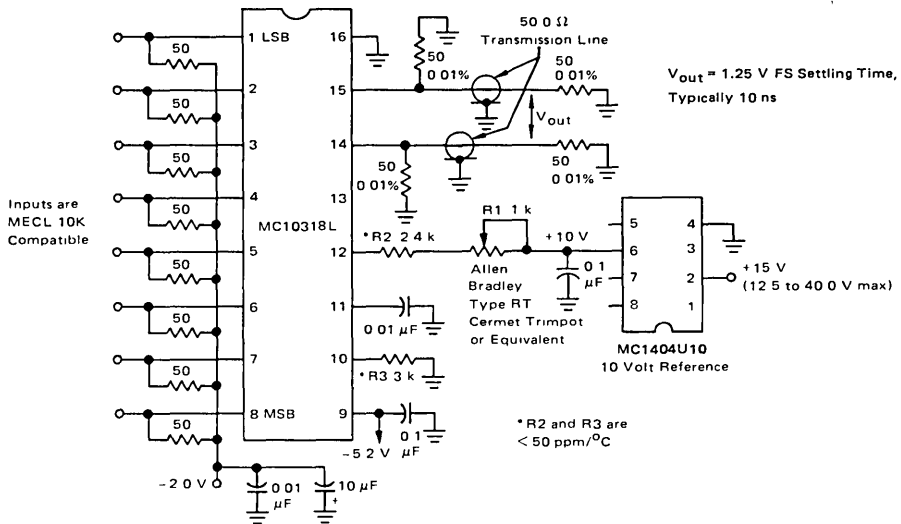 50 0 Ω
Transmission Line
1 LSB
16
50
50
0 01%
50
0 01%
Vout = 1.25 V FS Settling Time,
Typically 10 ns
2
15
50
Vout
3
14
50
50
0 01%
50
0 01%
Inputs are
MECL 10K
Compatible
4
13
50
MC10318L
R1 1 k
+10 V
5
12
*R2 2 4 k
50
Allen
Bradley
Type RT
Cermet Trimpot
or Equivalent
0 1
μF
5
4
6
3
7
2
8
1
+15 V
(12 5 to 40 0 V max)
MC1404U10
10 Volt Reference
6
11
50
0 01 μF
7
10
50
*R3 3 k
8 MSB
9
50
0 1
μF
-5 2 V
*R2 and R3 are
< 50 ppm/°C
-2 0 V
0 01
μF
10 μF
+